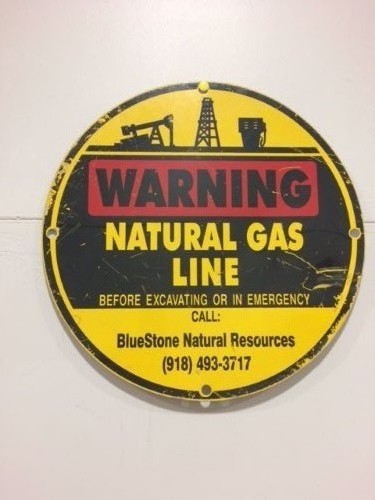 WARNING
NATURAL GAS
LINE
BEFORE EXCAVATING OR IN EMERGENCY
CALL:
BlueStone Natural Resources
(918) 493-3717